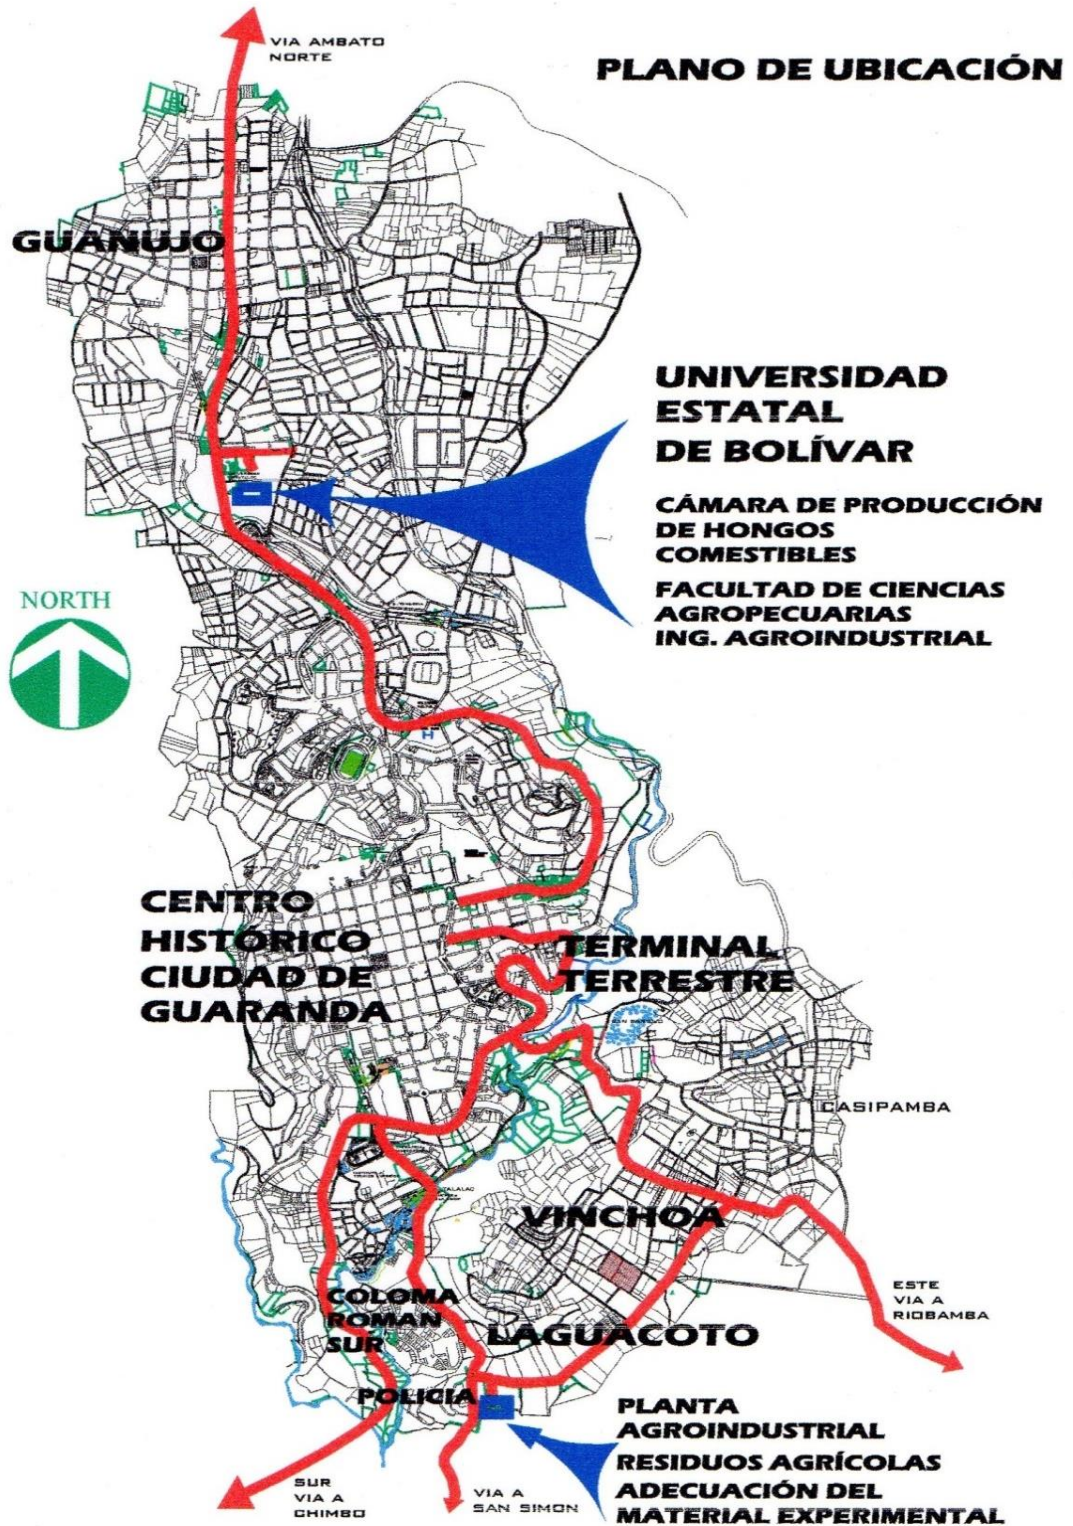 VIA AMBATO
NORTE
PLANO DE UBICACIÓN
GUANUJO
UNIVERSIDAD
ESTATAL
DE BOLÍVAR
CÁMARA DE PRODUCCIÓN
DE HONGOS
COMESTIBLES
FACULTAD DE CIENCIAS
AGROPECUARIAS
ING. AGROINDUSTRIAL
NORTH
H
CENTRO
HISTÓRICO
CIUDAD DE
GUARANDA
TERMINAL
TERRESTRE
CASIPAMBA
VINCHOA
ESTE
VIA A
RIOBAMBA
COLOMA
ROMAN
SUR
LAGUACOTO
POLICIA
PLANTA
AGROINDUSTRIAL
RESIDUOS AGRÍCOLAS
ADECUACIÓN DEL
MATERIAL EXPERIMENTAL
SUR
VIA A
CHIMBO
VIA A
SAN SIMON